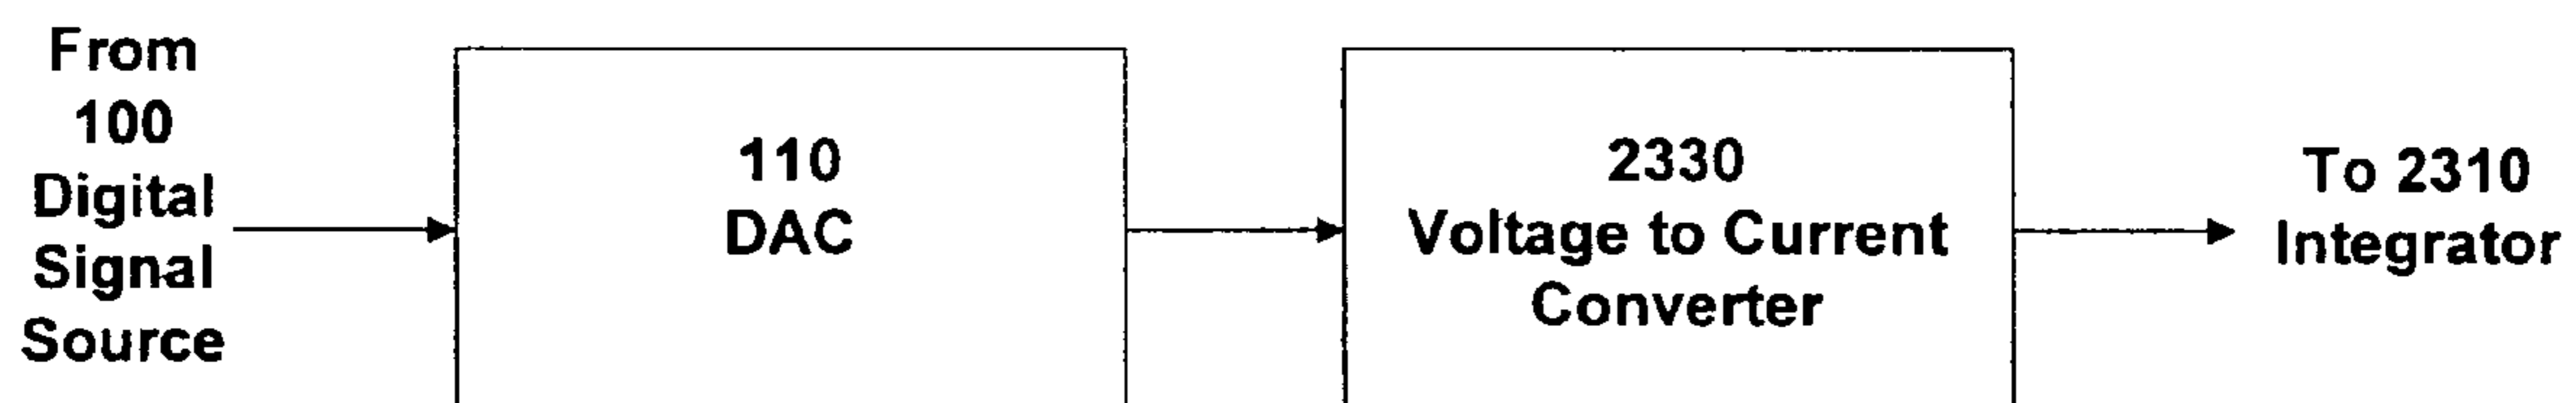 From
100
Digital
Signal
Source
110
DAC
2330
Voltage to Current
Converter
To 2310
Integrator